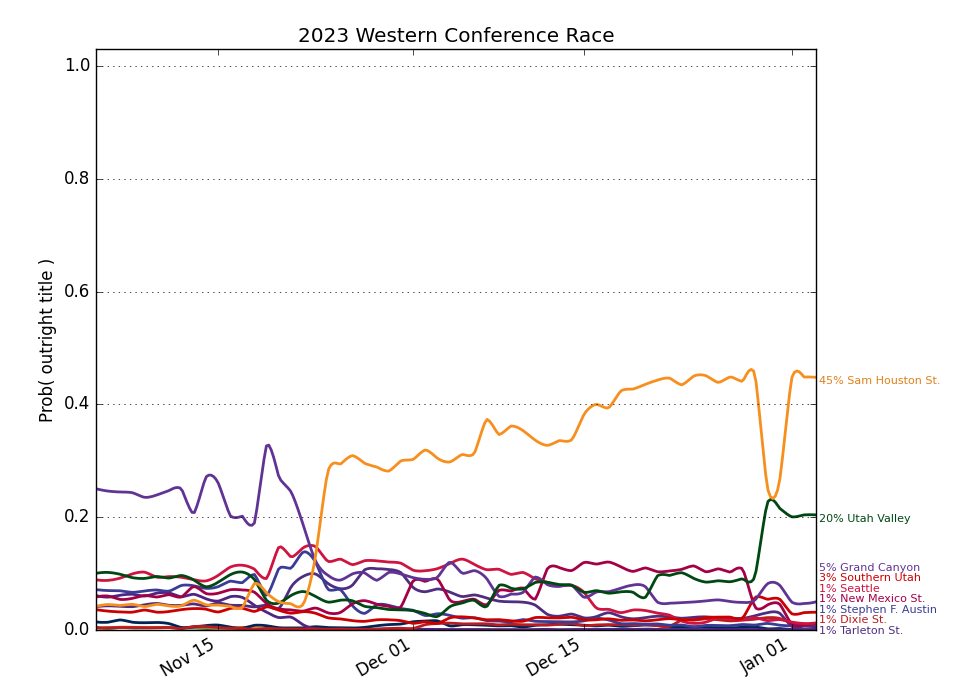 2023 Western Conference Race
1.0
0.8
0.6
0.4
0.2
0.0
Prob( outright title )
Nov 15
Dec 01
Dec 15
Jan 01
45% Sam Houston St.
20% Utah Valley
5% Grand Canyon
3% Southern Utah
1% Seattle
1% New Mexico St.
1% Stephen F. Austin
1% Dixie St.
1% Tarleton St.